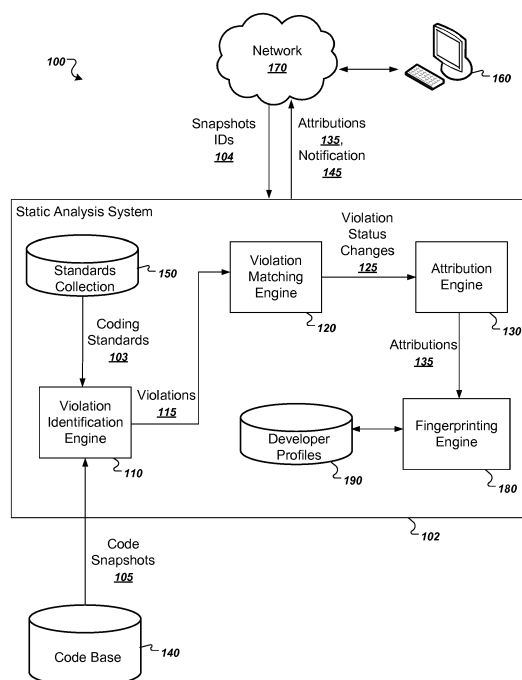 100
Network
170
160
Snapshots
IDs
104
Attributions
135,
Notification
145
Static Analysis System
Standards
Collection
150
Coding
Standards
103
Violation
Matching
Engine
120
Violation
Status
Changes
125
Attribution
Engine
130
Attributions
135
Violations
115
Violation
Identification
Engine
110
Developer
Profiles
190
Fingerprinting
Engine
180
102
Code
Snapshots
105
Code Base
140